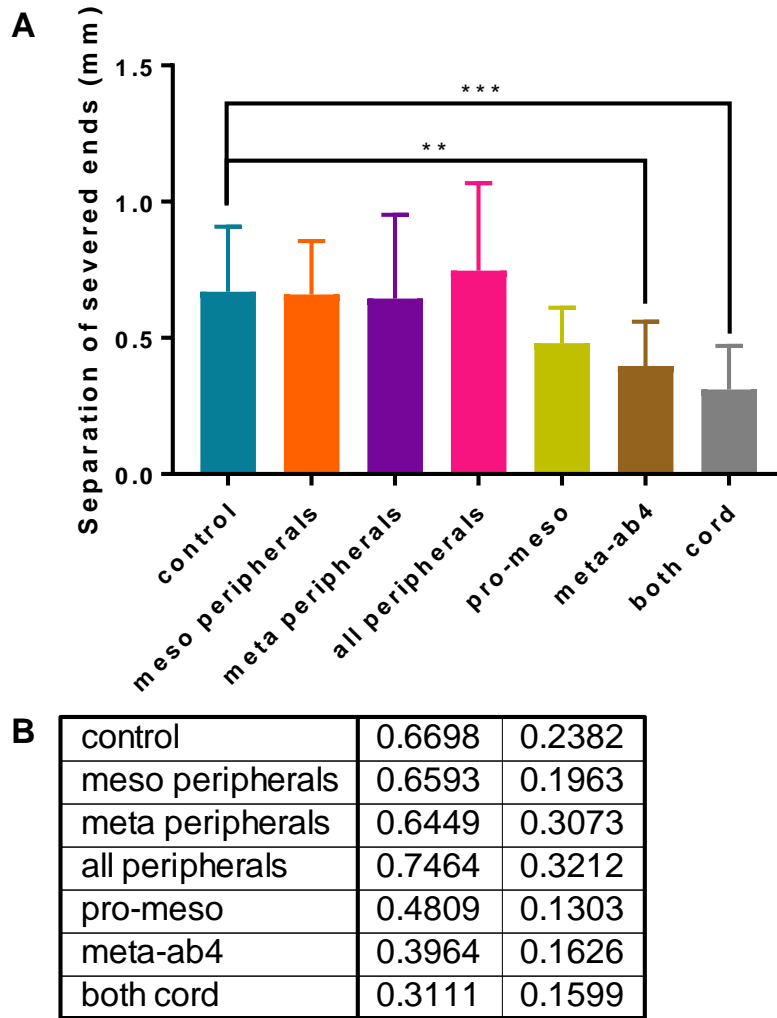 A
Separation of severed ends (mm)
1.5
1.0
0.5
0.0
***
**
control
meso peripherals
meta peripherals
all peripherals
pro-meso
meta-ab4
both cord
B
control 0.6698 0.2382
meso peripherals 0.6593 0.1963
meta peripherals 0.6449 0.3073
all peripherals 0.7464 0.3212
pro-meso 0.4809 0.1303
meta-ab4 0.3964 0.1626
both cord 0.3111 0.1599